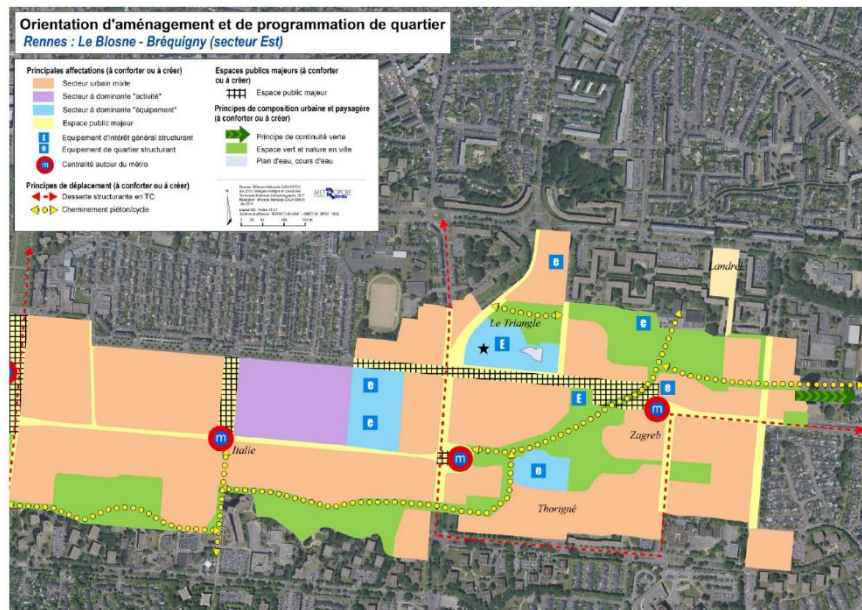 Orientation d'aménagement et de programmation de quartier
Rennes : Le Blosne - Bréquigny (secteur Est)
Principales affectations (à conforter ou à créer)
Secteur urbain mixte
Secteur à dominante "activité"
Secteur à dominante "équipement"
Espace public majeur
E Equipement d'intérêt général structurant
e Equipement de quartier structurant
m Centralité autour du métro
Principes de déplacement (à conforter ou à créer)
Desserte structurante en TC
Cheminement piéton/cycle
Espaces publics majeurs (à conforter
ou à créer)
Espace public majeur
Principes de composition urbaine et paysagère
(à conforter ou à créer)
Principe de continuité verte
Espace vert et nature en ville
Plan d'eau, cours d'eau
e
Landres
Le Triangle
e
E
m
e
E
e
m
Zagreb
e
m
Italie
m
e
Thorigné